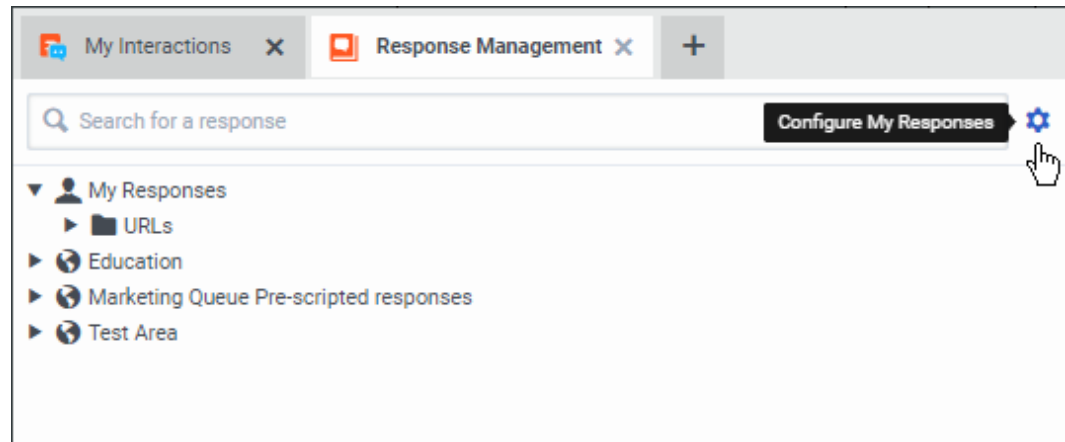 My Interactions Response Management
Search for a response Configure My Responses
My Responses
URLs
Education
Marketing Queue Pre-scripted responses
Test Area